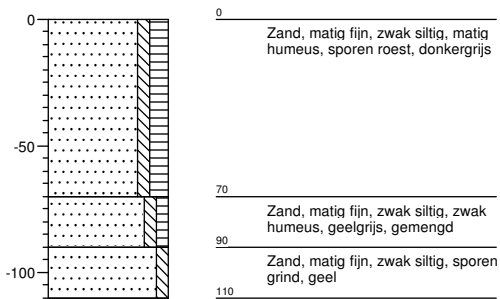 0
0
Zand, matig fijn, zwak siltig, matig
humeus, sporen roest, donkergrijs
-50
70
Zand, matig fijn, zwak siltig, zwak
humeus, geelgrijs, gemengd
90
Zand, matig fijn, zwak siltig, sporen
grind, geel
-100
110